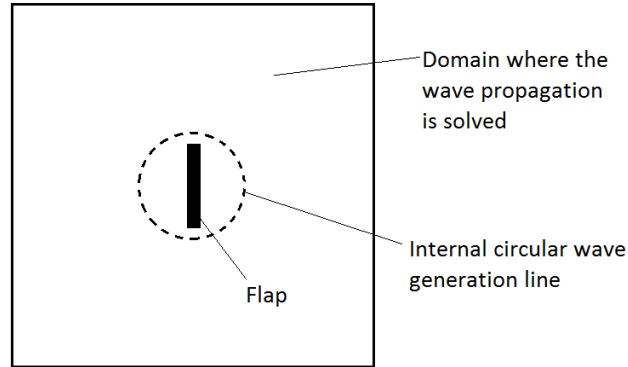 Domain where the
wave propagation
is solved
Internal circular wave
generation line
Flap